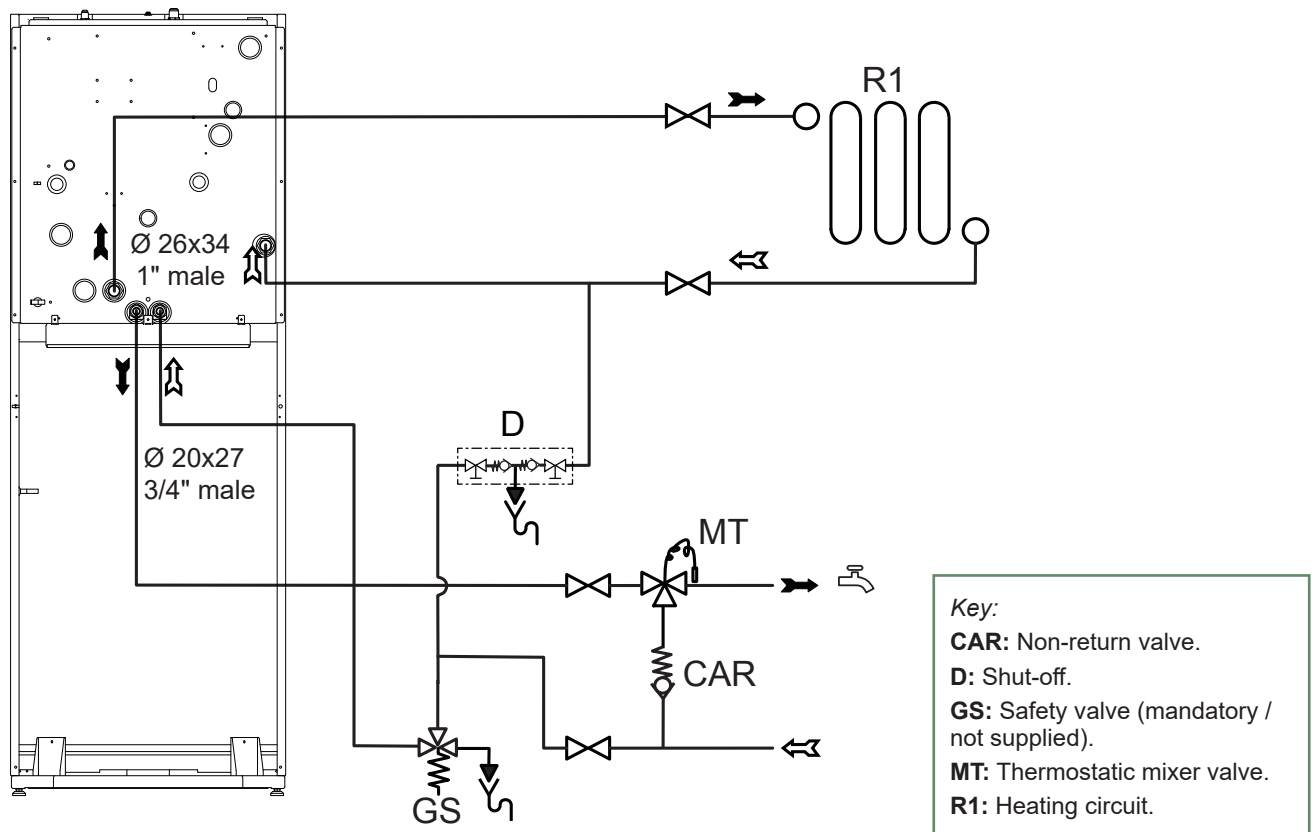 R1
Ø 26x34
1" male
D
Ø 20x27
3/4" male
MT
CAR
GS
Key:
CAR: Non-return valve.
D: Shut-off.
GS: Safety valve (mandatory /
not supplied).
MT: Thermostatic mixer valve.
R1: Heating circuit.